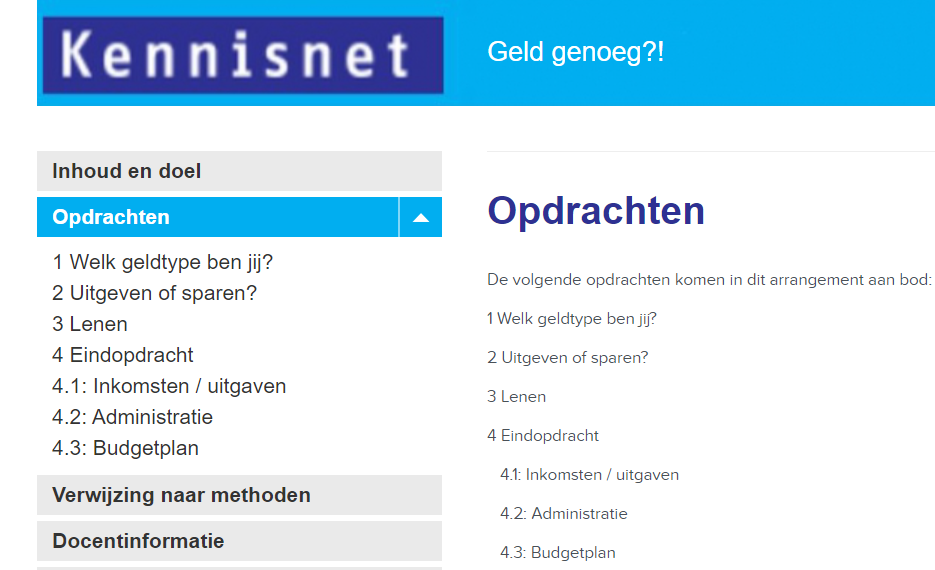 Kennisnet
Geld genoeg?!
Inhoud en doel
Opdrachten
1 Welk geldtype ben jij?
2 Uitgeven of sparen?
3 Lenen
4 Eindopdracht
4.1: Inkomsten / uitgaven
4.2: Administratie
4.3: Budgetplan
Verwijzing naar methoden
Docentinformatie
Opdrachten
De volgende opdrachten komen in dit arrangement aan bod:
1 Welk geldtype ben jij?
2 Uitgeven of sparen?
3 Lenen
4 Eindopdracht
4.1: Inkomsten / uitgaven
4.2: Administratie
4.3: Budgetplan